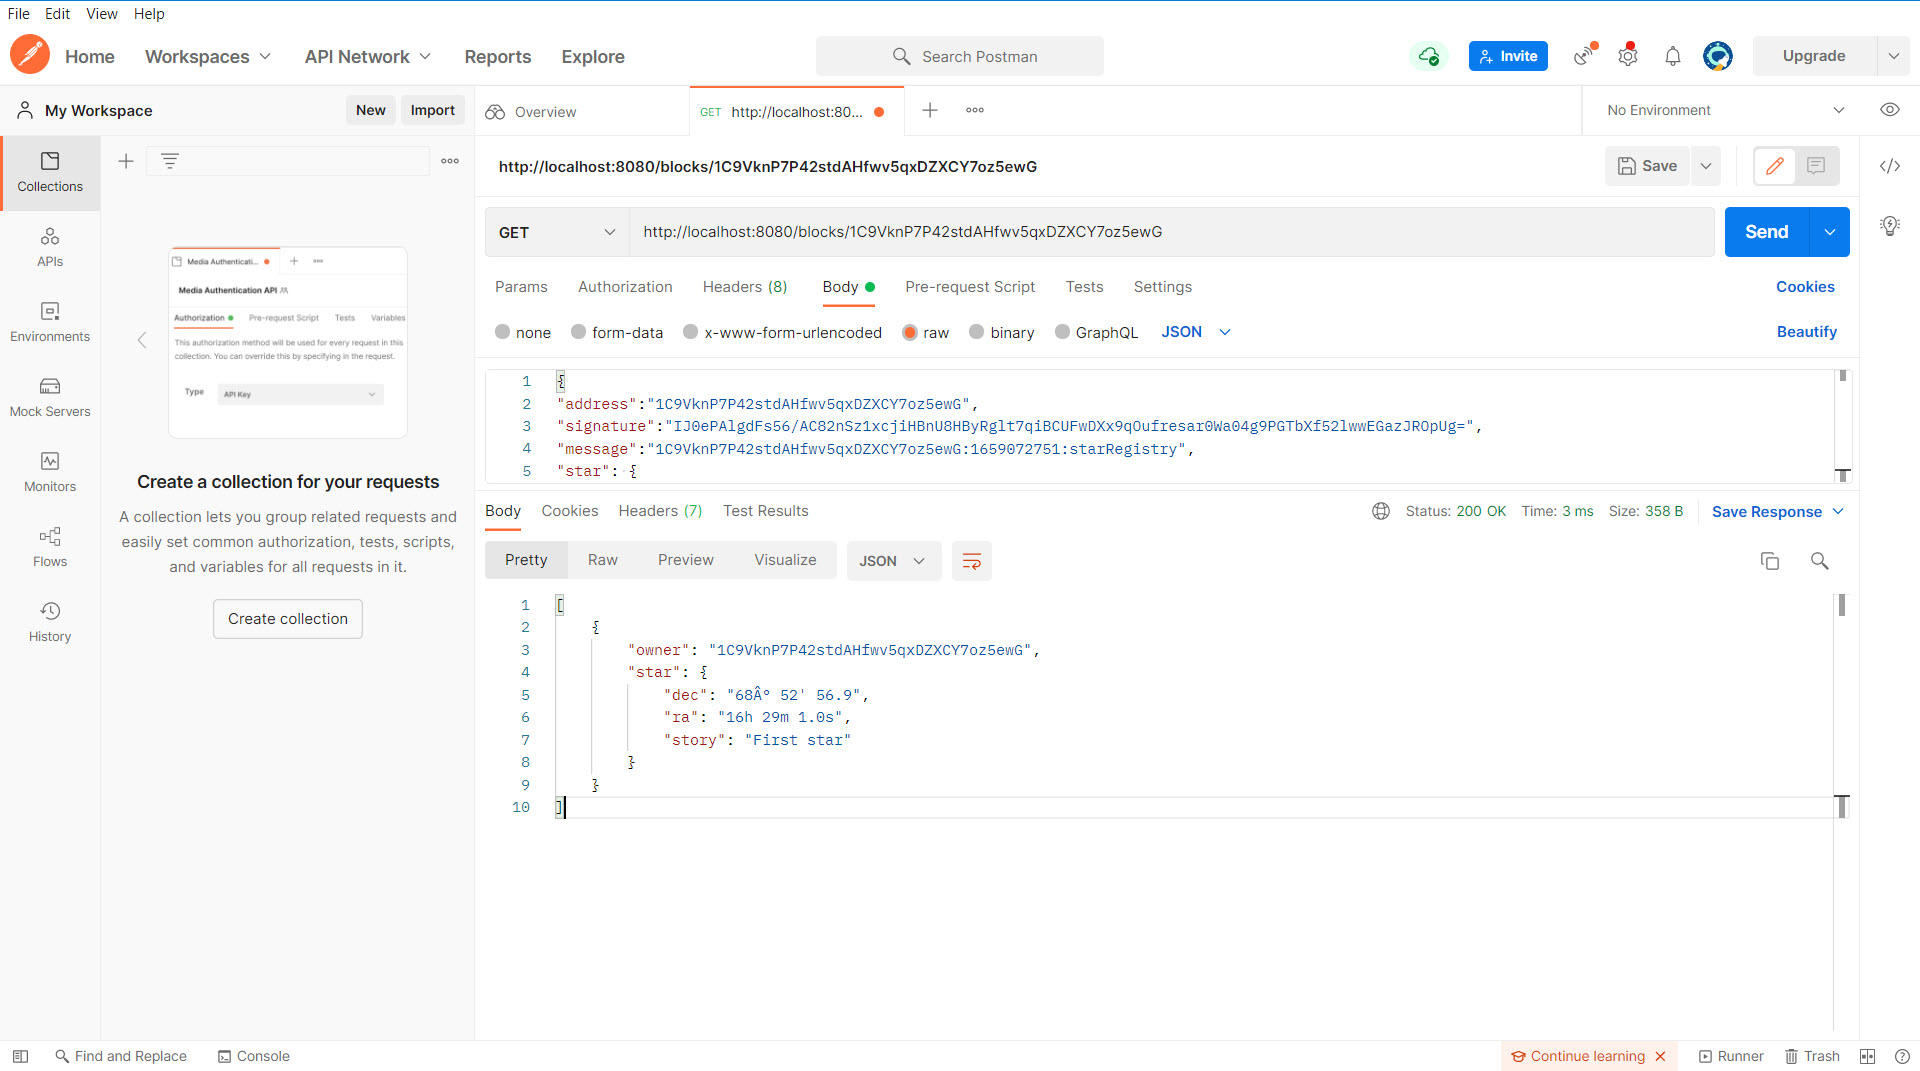 File Edit View Help
Home Workspaces API Network Reports Explore Search Postman Invite Upgrade
My Workspace New Import Overview GET http://localhost:80... No Environment
Collections
APIs
Environments
Mock Servers
Monitors
Flows
History
Media Authenticati...
Media Authentication API
Authorization Pre-request Script Tests Variables
This authorization method will be used for every request in this
collection. You can override this by specifying in the request.
Type API Key
Create a collection for your requests
A collection lets you group related requests and
easily set common authorization, tests, scripts,
and variables for all requests in it.
Create collection
http://localhost:8080/blocks/1C9VknP7P42stdAHfwv5qxDZXCY7oz5ewG Save
GET http://localhost:8080/blocks/1C9VknP7P42stdAHfwv5qxDZXCY7oz5ewG Send
Params Authorization Headers (8) Body Pre-request Script Tests Settings Cookies
none form-data x-www-form-urlencoded raw binary GraphQL JSON Beautify
1 {
2 "address":"1C9VknP7P42stdAHfwv5qxDZXCY7oz5ewG",
3 "signature":"IJ0ePAlgdFs56/AC82nSz1xcjiHBnU8HByRglt7qiBCUFwDXx9qOufresar0Wa04g9PGTbXf52lwwEGazJROpUg=",
4 "message":"1C9VknP7P42stdAHfwv5qxDZXCY7oz5ewG:1659072751:starRegistry",
5 "star": {
Body Cookies Headers (7) Test Results Status: 200 OK Time: 3 ms Size: 358 B Save Response
Pretty Raw Preview Visualize JSON
1 [
2 {
3 "owner": "1C9VknP7P42stdAHfwv5qxDZXCY7oz5ewG",
4 "star": {
5 "dec": "68Â° 52' 56.9",
6 "ra": "16h 29m 1.0s",
7 "story": "First star"
8 }
9 }
10 ]
Find and Replace Console Continue learning Runner Trash